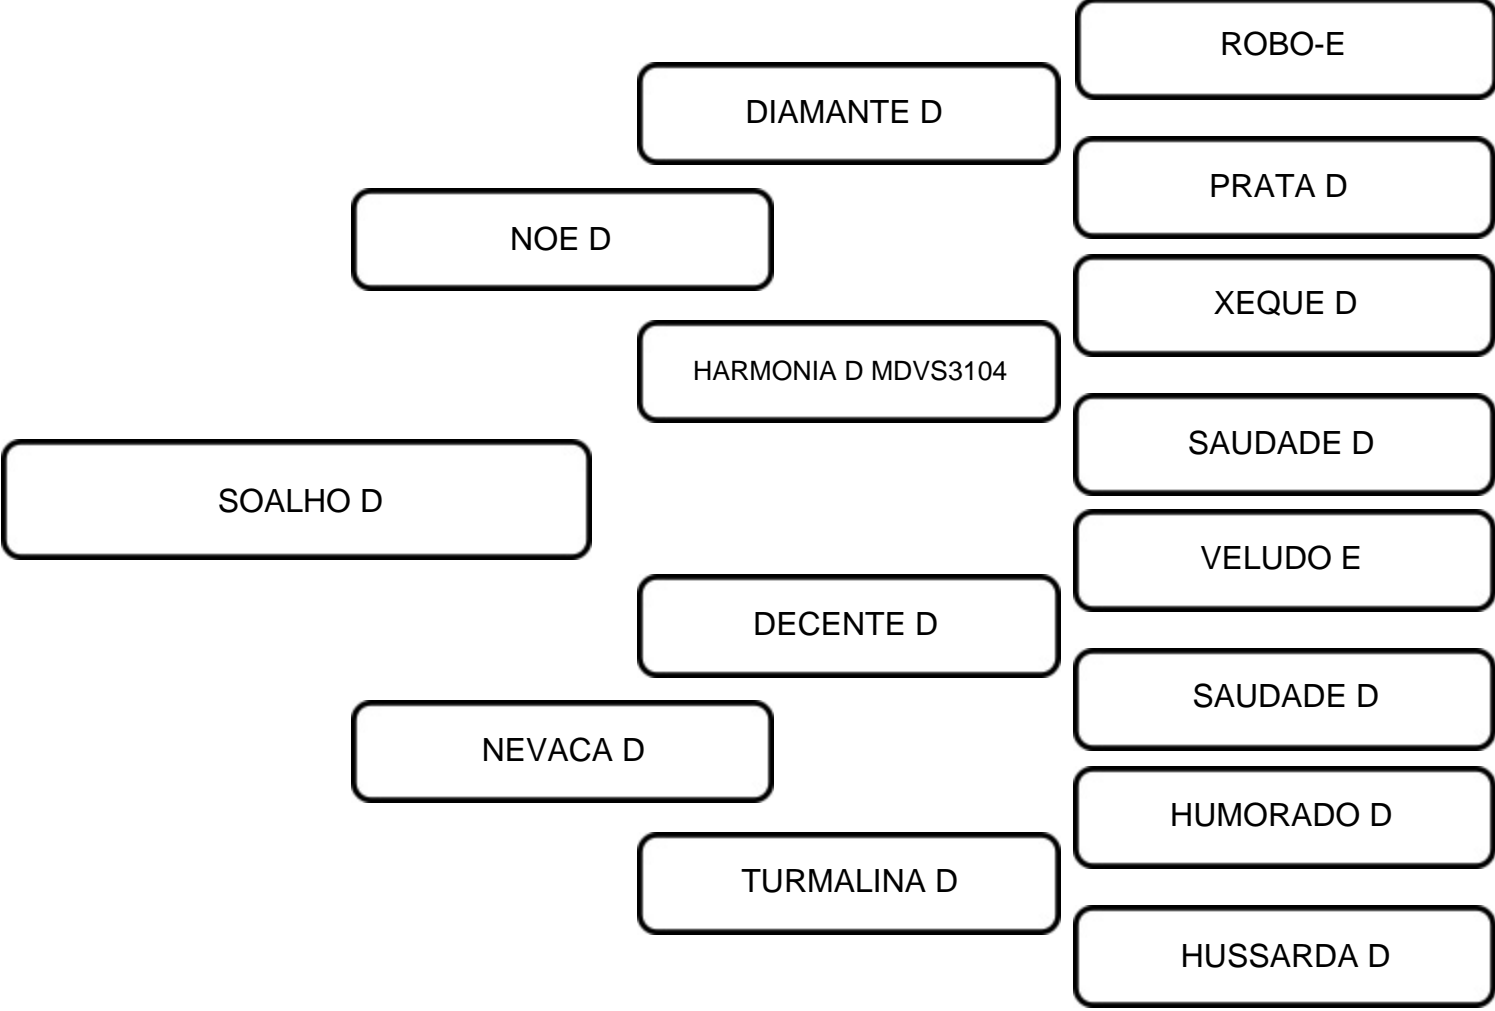 ROBO-E
DIAMANTE D
PRATA D
NOE D
XEQUE D
HARMONIA D MDVS3104
SAUDADE D
SOALHO D
VELUDO E
DECENTE D
SAUDADE D
NEVACA D
HUMORADO D
TURMALINA D
HUSSARDA D